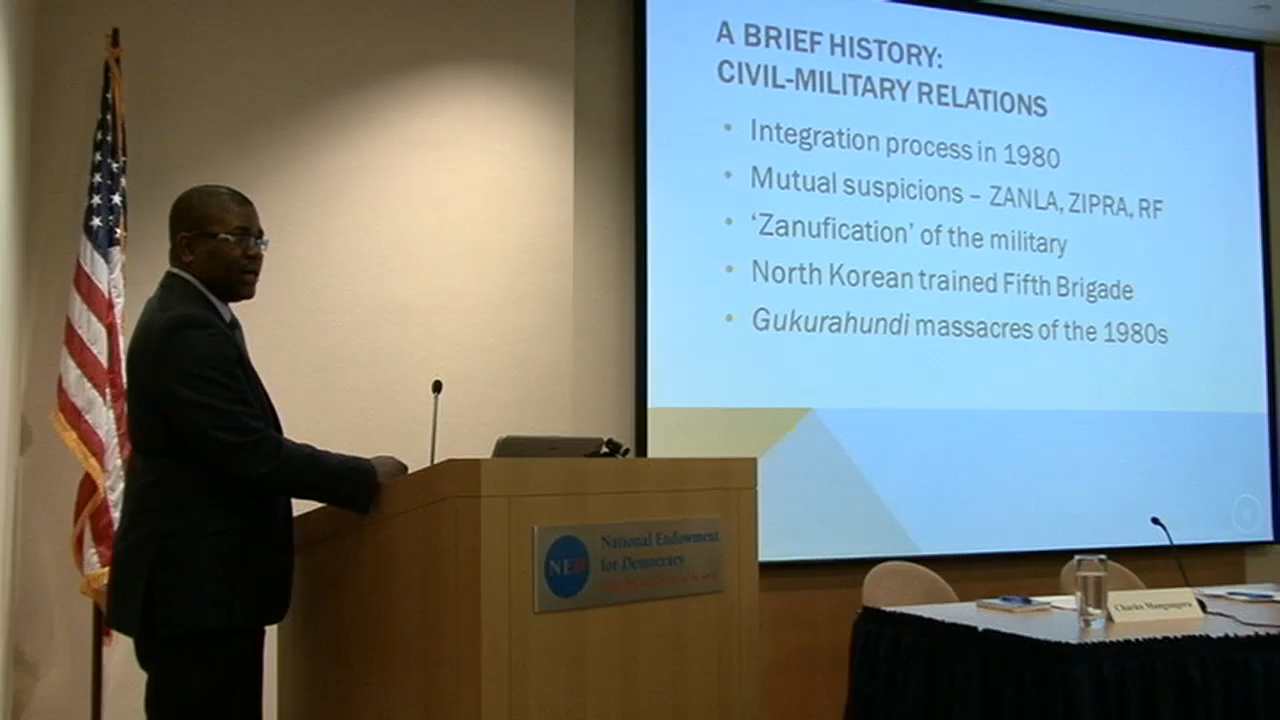 A BRIEF HISTORY:
CIVIL-MILITARY RELATIONS
• Integration process in 1980
• Mutual suspicions – ZANLA, ZIPRA, RF
• ‘Zanufication’ of the military
• North Korean trained Fifth Brigade
• Gukurahundi massacres of the 1980s
NED
National Endowment
for Democracy
Charles